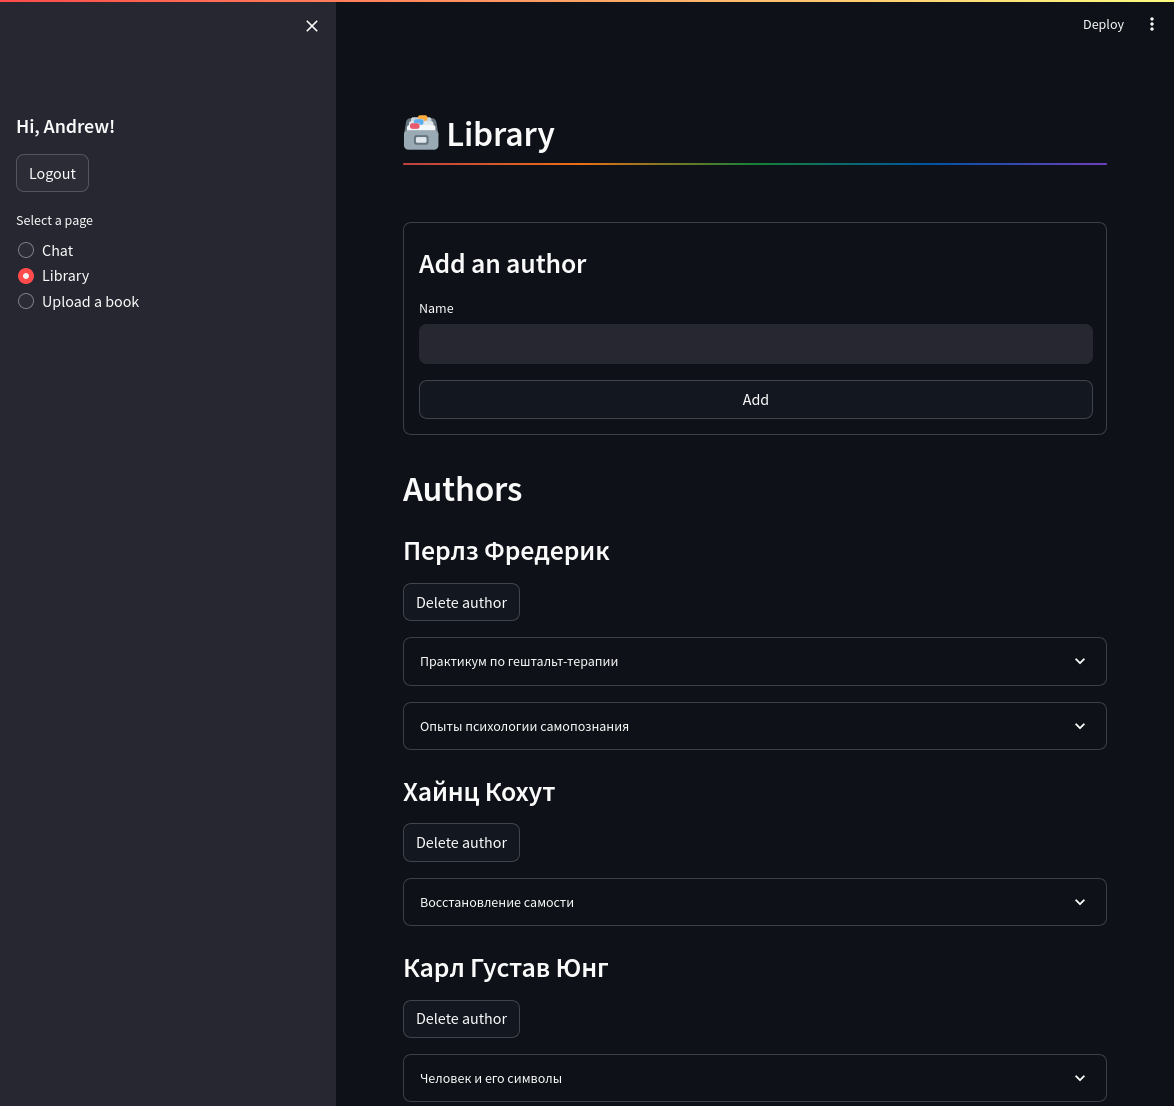 Deploy
Hi, Andrew!
Logout
Select a page
Chat
Library
Upload a book
Library
Add an author
Name
Add
Authors
Перлз Фредерик
Delete author
Практикум по гештальт-терапии
Опыты психологии самопознания
Хайнц Кохут
Delete author
Восстановление самости
Карл Густав Юнг
Delete author
Человек и его символы